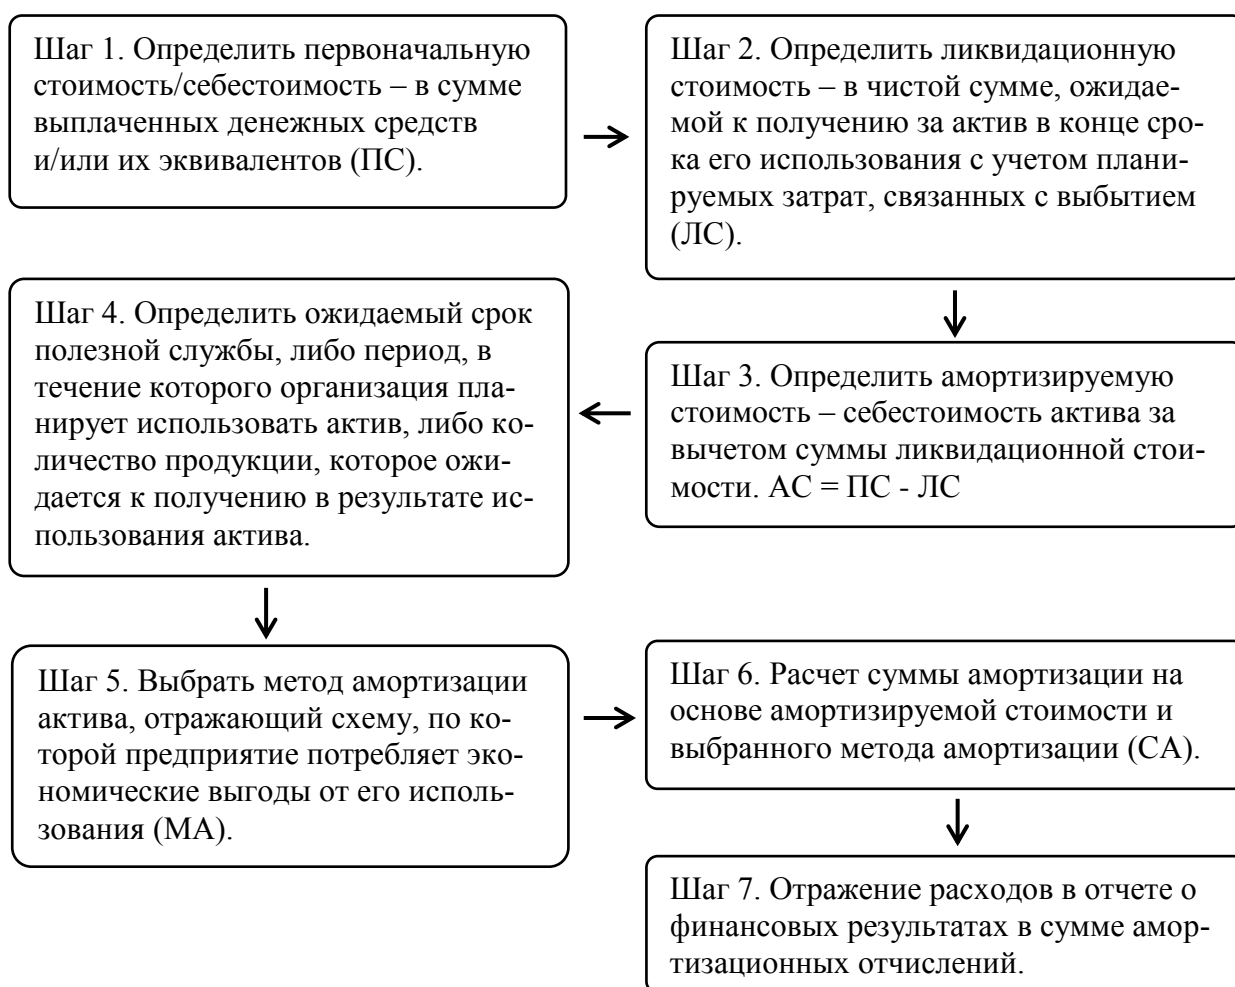 Шаг 1. Определить первоначальную
стоимость/себестоимость – в сумме
выплаченных денежных средств
и/или их эквивалентов (ПС).
Шаг 2. Определить ликвидационную
стоимость – в чистой сумме, ожидае-
мой к получению за актив в конце сро-
ка его использования с учетом плани-
руемых затрат, связанных с выбытием
(ЛС).
Шаг 3. Определить амортизируемую
стоимость – себестоимость актива за
вычетом суммы ликвидационной стои-
мости. АС = ПС - ЛС
Шаг 4. Определить ожидаемый срок
полезной службы, либо период, в
течение которого организация пла-
нирует использовать актив, либо ко-
личество продукции, которое ожи-
дается к получению в результате ис-
пользования актива.
Шаг 5. Выбрать метод амортизации
актива, отражающий схему, по ко-
торой предприятие потребляет эко-
номические выгоды от его исполь-
зования (МА).
Шаг 6. Расчет суммы амортизации на
основе амортизируемой стоимости и
выбранного метода амортизации (СА).
Шаг 7. Отражение расходов в отчете о
финансовых результатах в сумме амор-
тизационных отчислений.